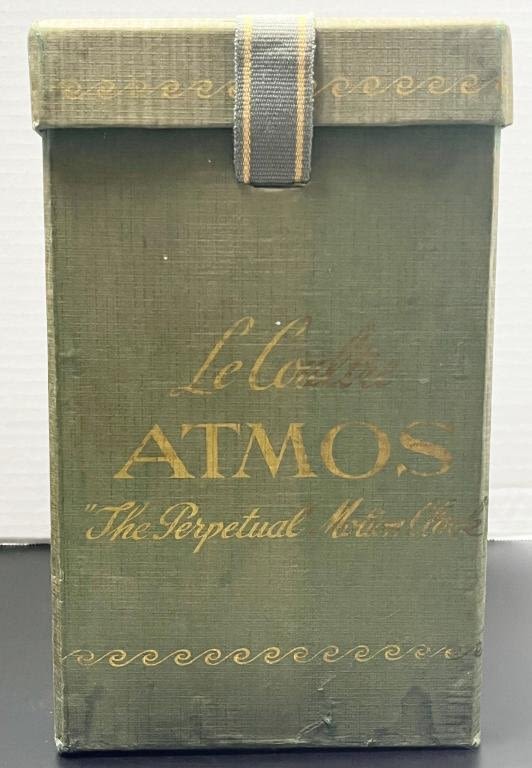 Le Coultre
ATMOS
"The Perpetual Motion Clock